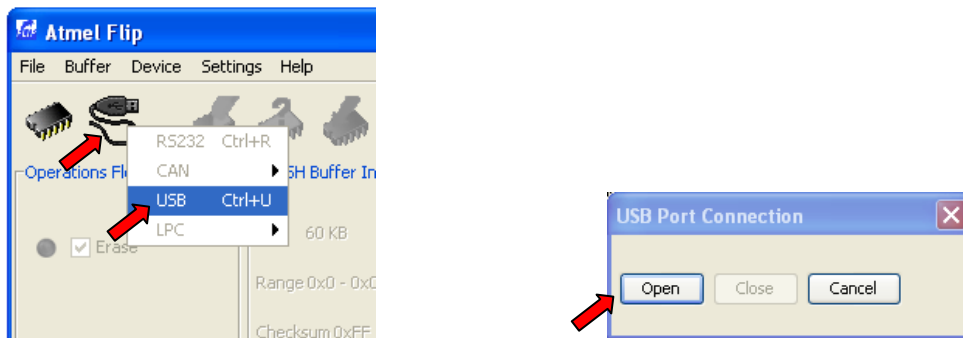 Atmel Flip
File Buffer Device Settings Help
RS232 Ctrl+R
CAN
USB Ctrl+U
LPC
Operations Fl
SH Buffer In
Erase
60 KB
Range 0x0 - 0x
Checksum 0xFF
USB Port Connection
Open Close Cancel